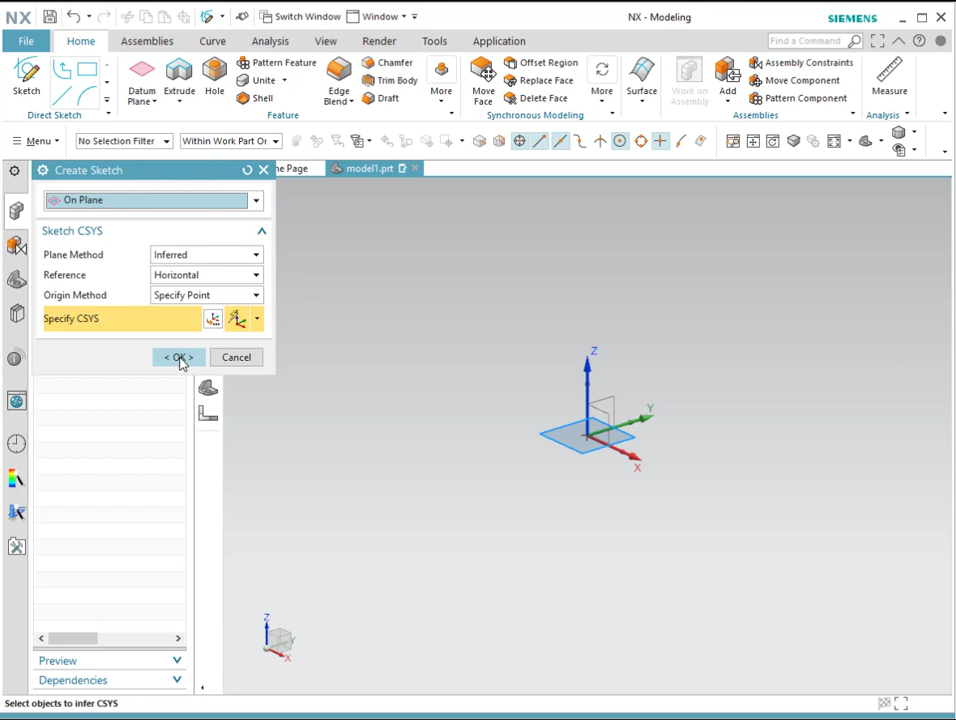 NX Switch Window Window NX - Modeling SIEMENS
File Home Assemblies Curve Analysis View Render Tools Application Find a Command
Sketch
Direct Sketch
Datum Plane
Extrude
Hole
Pattern Feature
Unite
Shell
Edge Blend
Chamfer
Trim Body
Draft
More
Feature
Move Face
Offset Region
Replace Face
Delete Face
More
Synchronous Modeling
Surface
Work on Assembly
Add
Assembly Constraints
Move Component
Pattern Component
Assemblies
Measure
Analysis
Menu No Selection Filter Within Work Part Or
Create Sketch
ne Page model1.prt
On Plane
Sketch CSYS
Plane Method Inferred
Reference Horizontal
Origin Method Specify Point
Specify CSYS
< OK > Cancel
Z
Y
X
Z
Y
X
Preview
Dependencies
Select objects to infer CSYS